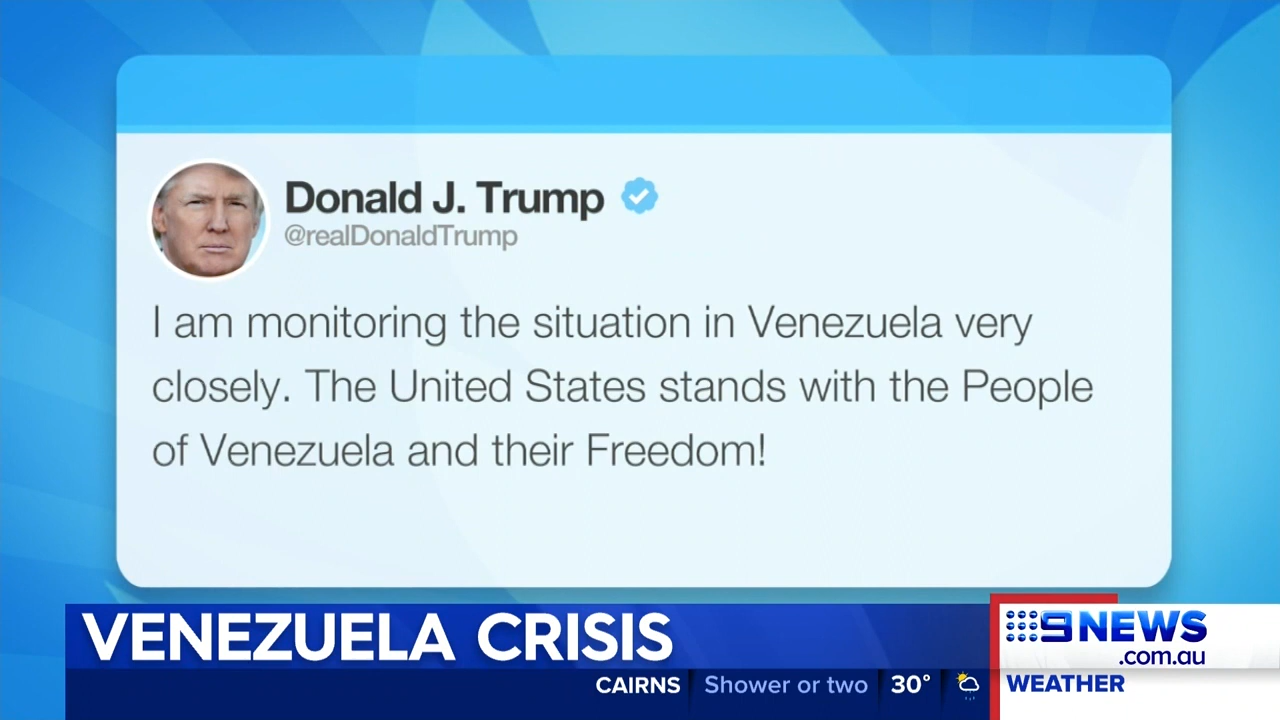 Donald J. Trump
@realDonaldTrump
I am monitoring the situation in Venezuela very
closely. The United States stands with the People
of Venezuela and their Freedom!
VENEZUELA CRISIS
9NEWS
.com.au
CAIRNS Shower or two 30° WEATHER